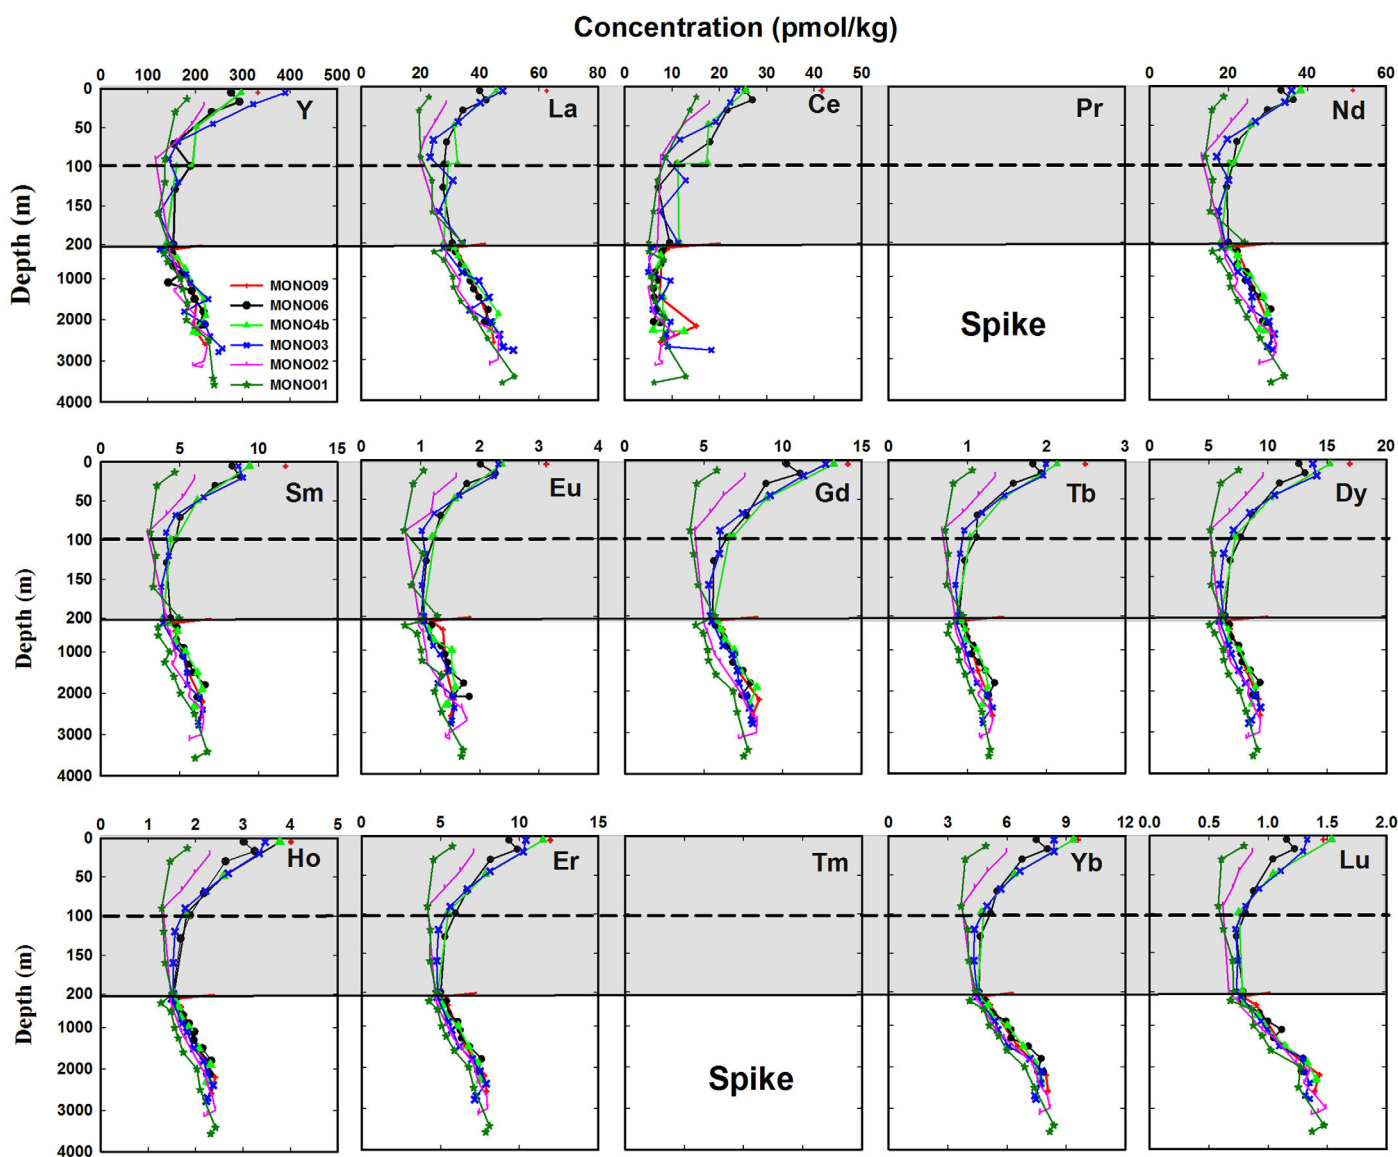 Concentration (pmol/kg)
0 100 200 300 400 500
0 20 40 60 80
0 10 20 30 40 50
0 20 40 60
Y
La
Ce
Pr
Nd
0
50
100
150
200
1000
2000
3000
4000
Depth (m)
MONO09
MONO06
MONO4b
MONO03
MONO02
MONO01
Spike
0 5 10 15
0 1 2 3 4
0 5 10 15
0 1 2 3
0 5 10 15 20
Sm
Eu
Gd
Tb
Dy
0
50
100
150
200
1000
2000
3000
4000
Depth (m)
0 1 2 3 4 5
0 5 10 15
0 3 6 9 12
0.0 0.5 1.0 1.5 2.0
Ho
Er
Tm
Yb
Lu
0
50
100
150
200
1000
2000
3000
4000
Depth (m)
Spike